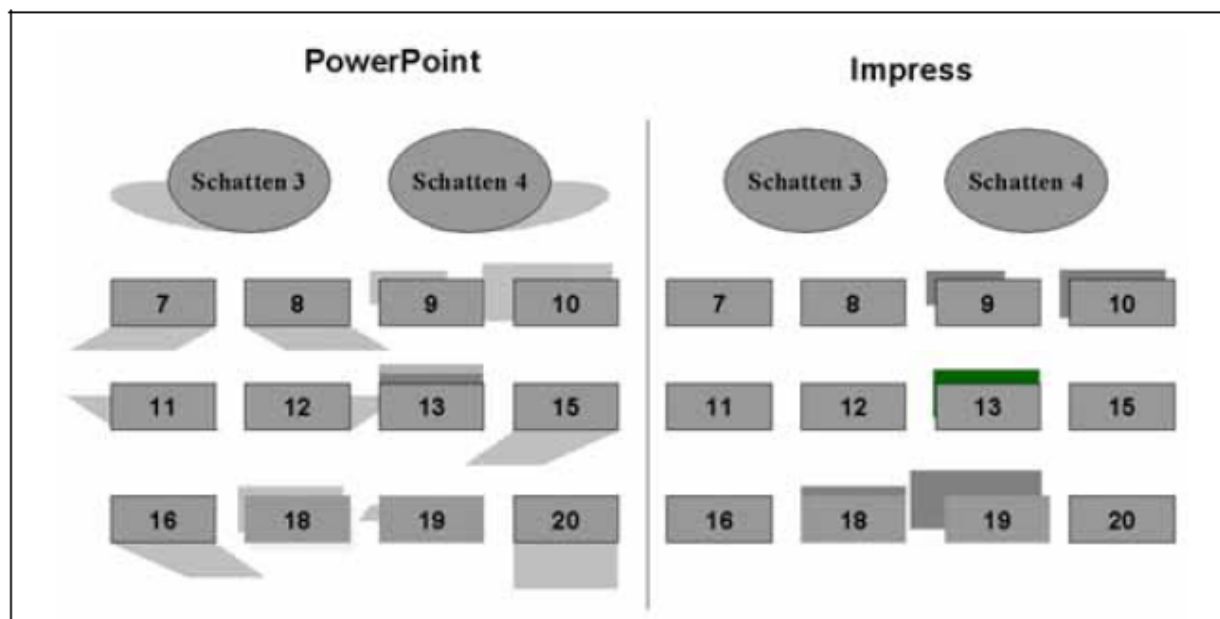 PowerPoint
Impress
Schatten 3 Schatten 4 Schatten 3 Schatten 4
7 8 9 10 7 8 9 10
11 12 13 15 11 12 13 15
16 18 19 20 16 18 19 20